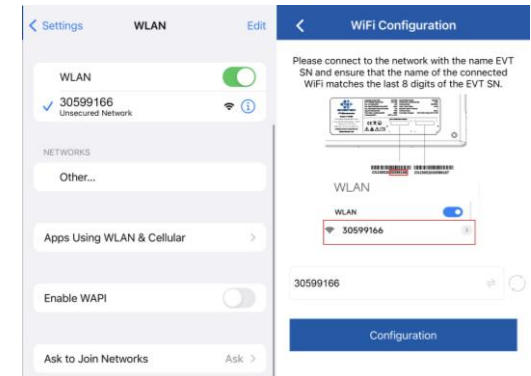 Settings
WLAN
Edit
WLAN
30599166
Unsecured Network
NETWORKS
Other...
Apps Using WLAN & Cellular
Enable WAPI
Ask to Join Networks
Ask
WiFi Configuration
Please connect to the network with the name EVT
SN and ensure that the name of the connected
WiFi matches the last 8 digits of the EVT SN.
WLAN
WLAN
30599166
30599166
Configuration